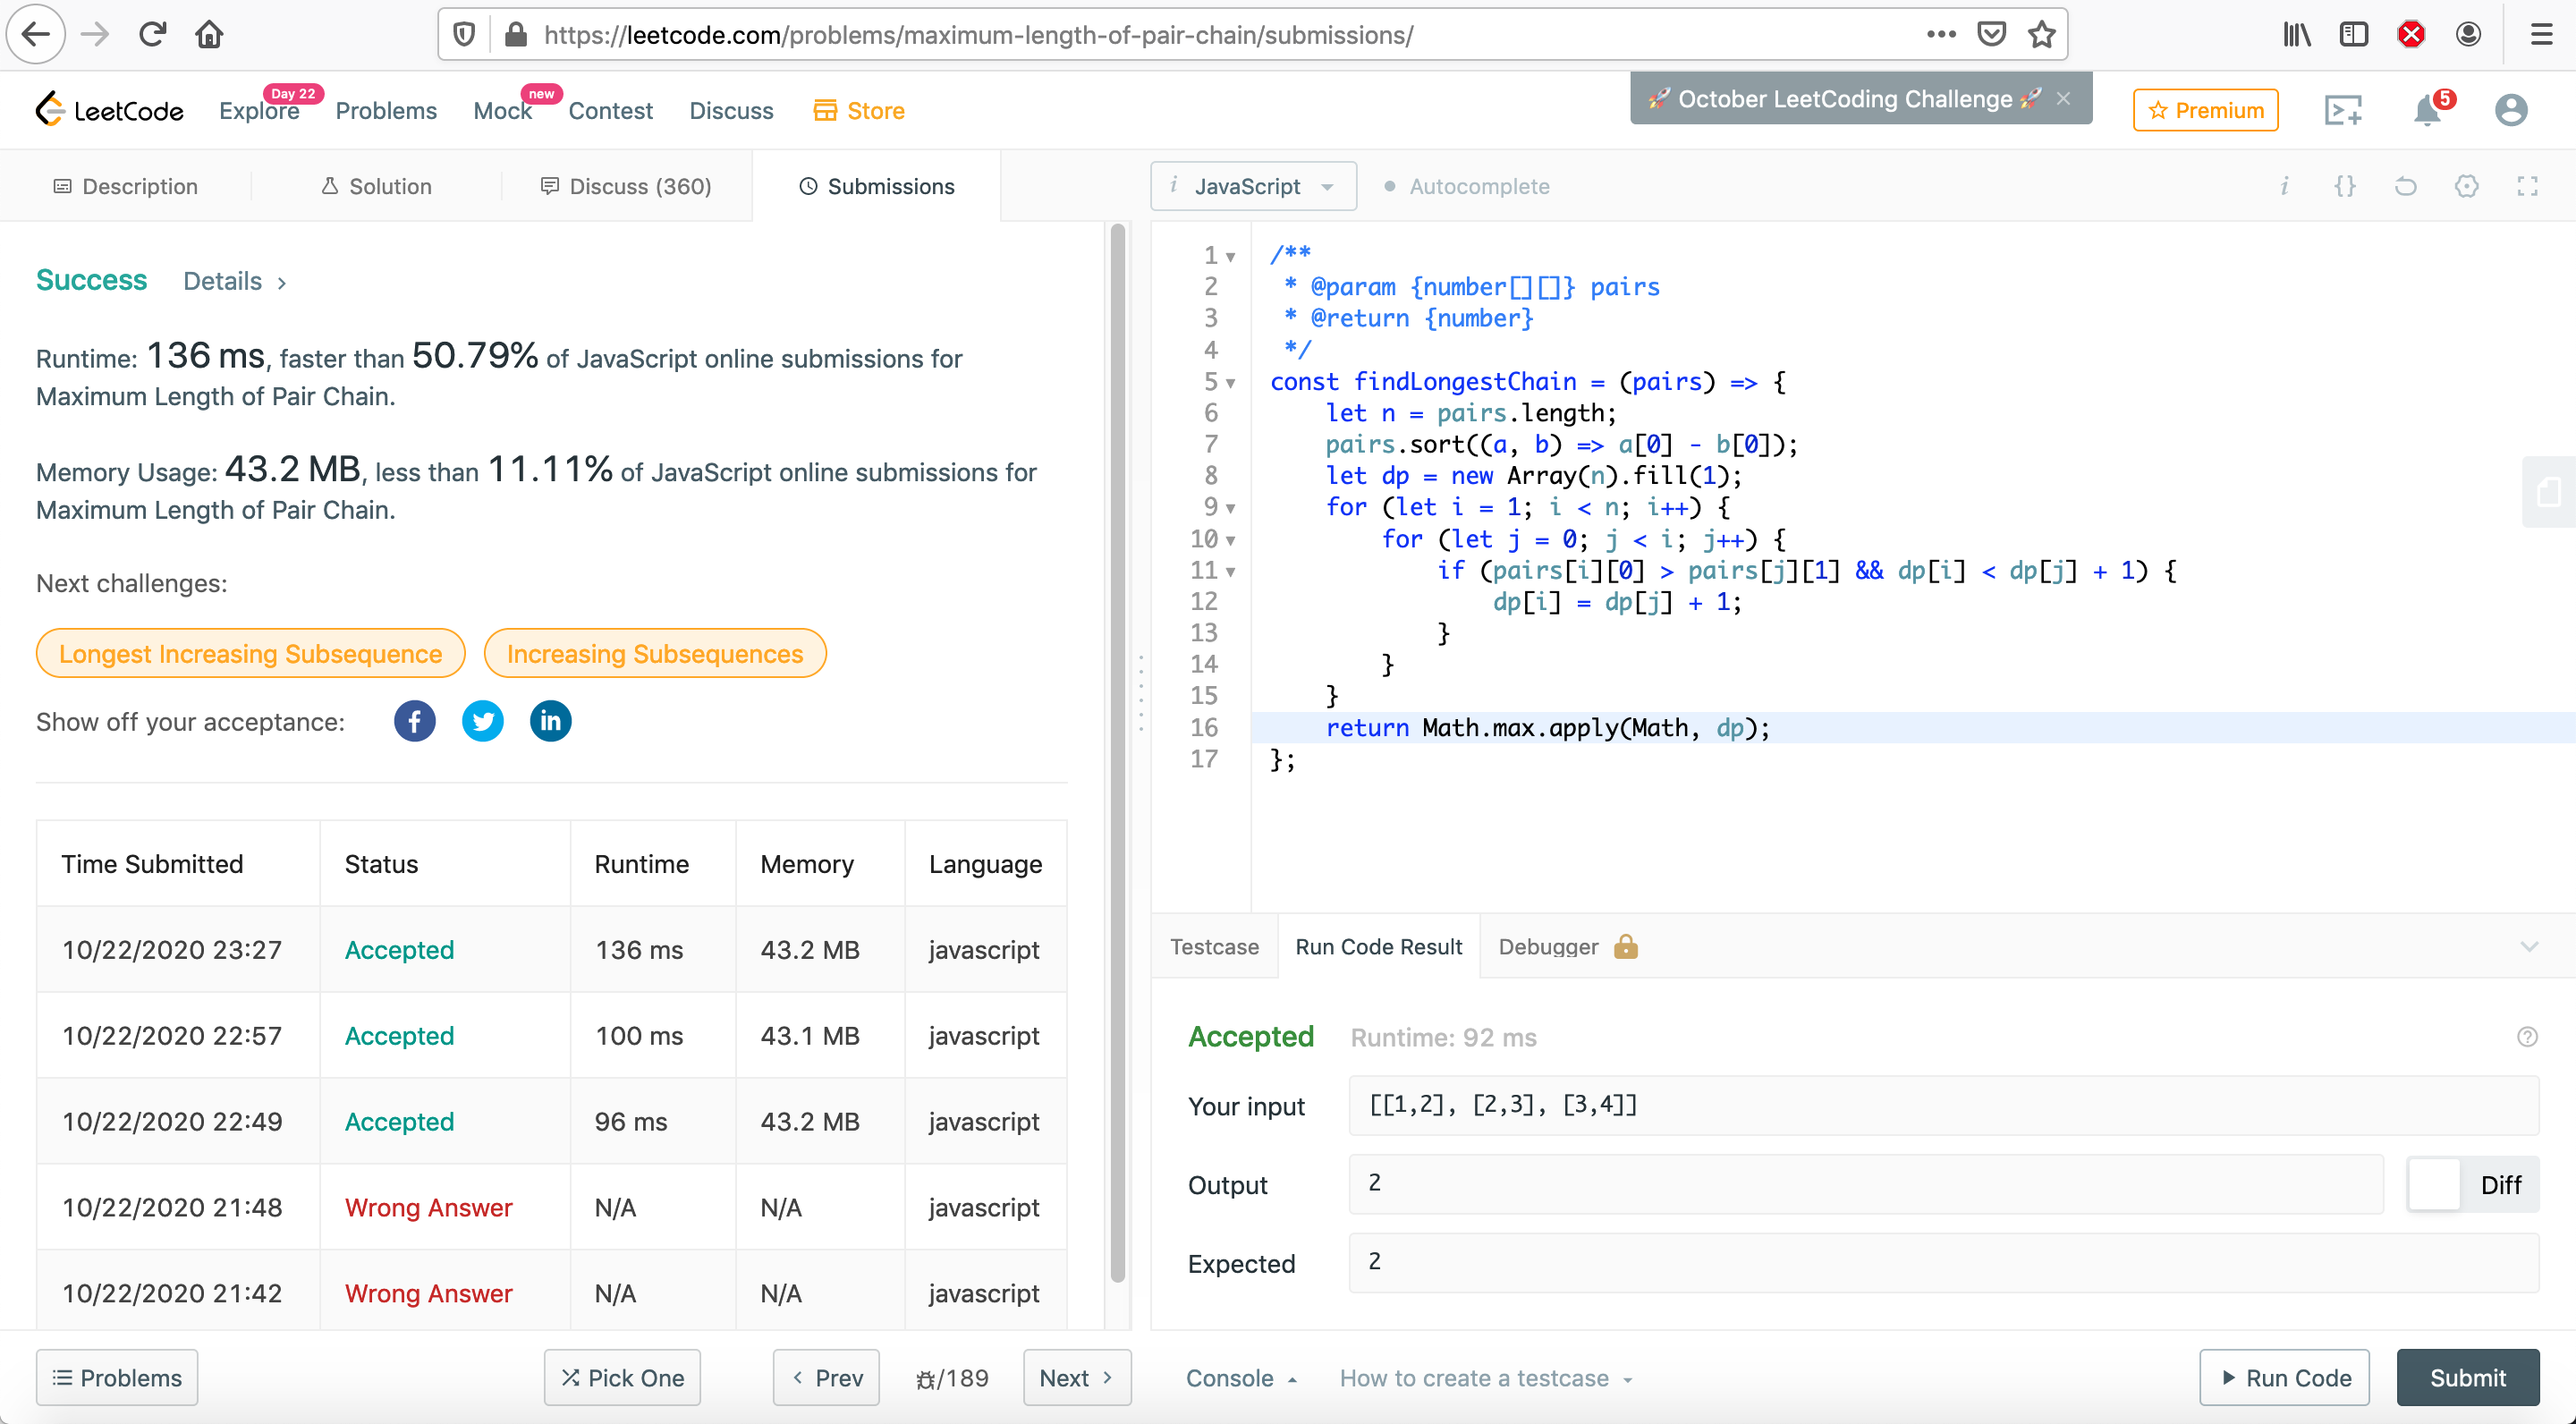 https://leetcode.com/problems/maximum-length-of-pair-chain/submissions/
LeetCode
Explore
Day 22
Problems
Mock
new
Contest
Discuss
Store
🚀 October LeetCoding Challenge 🚀
Premium
5
Description
Solution
Discuss (360)
Submissions
i JavaScript
Autocomplete
i {}
Success Details >
Runtime: 136 ms, faster than 50.79% of JavaScript online submissions for
Maximum Length of Pair Chain.
Memory Usage: 43.2 MB, less than 11.11% of JavaScript online submissions for
Maximum Length of Pair Chain.
Next challenges:
Longest Increasing Subsequence
Increasing Subsequences
Show off your acceptance:
f
in
Time Submitted Status Runtime Memory Language
10/22/2020 23:27 Accepted 136 ms 43.2 MB javascript
10/22/2020 22:57 Accepted 100 ms 43.1 MB javascript
10/22/2020 22:49 Accepted 96 ms 43.2 MB javascript
10/22/2020 21:48 Wrong Answer N/A N/A javascript
10/22/2020 21:42 Wrong Answer N/A N/A javascript
Problems
Pick One
< Prev
/189
Next >
1 /**
2  * @param {number[][]} pairs
3  * @return {number}
4  */
5 const findLongestChain = (pairs) => {
6     let n = pairs.length;
7     pairs.sort((a, b) => a[0] - b[0]);
8     let dp = new Array(n).fill(1);
9     for (let i = 1; i < n; i++) {
10         for (let j = 0; j < i; j++) {
11             if (pairs[i][0] > pairs[j][1] && dp[i] < dp[j] + 1) {
12                 dp[i] = dp[j] + 1;
13             }
14         }
15     }
16     return Math.max.apply(Math, dp);
17 };
Testcase
Run Code Result
Debugger
Accepted Runtime: 92 ms
?
Your input [[1,2], [2,3], [3,4]]
Output 2
Diff
Expected 2
Console
How to create a testcase
Run Code
Submit